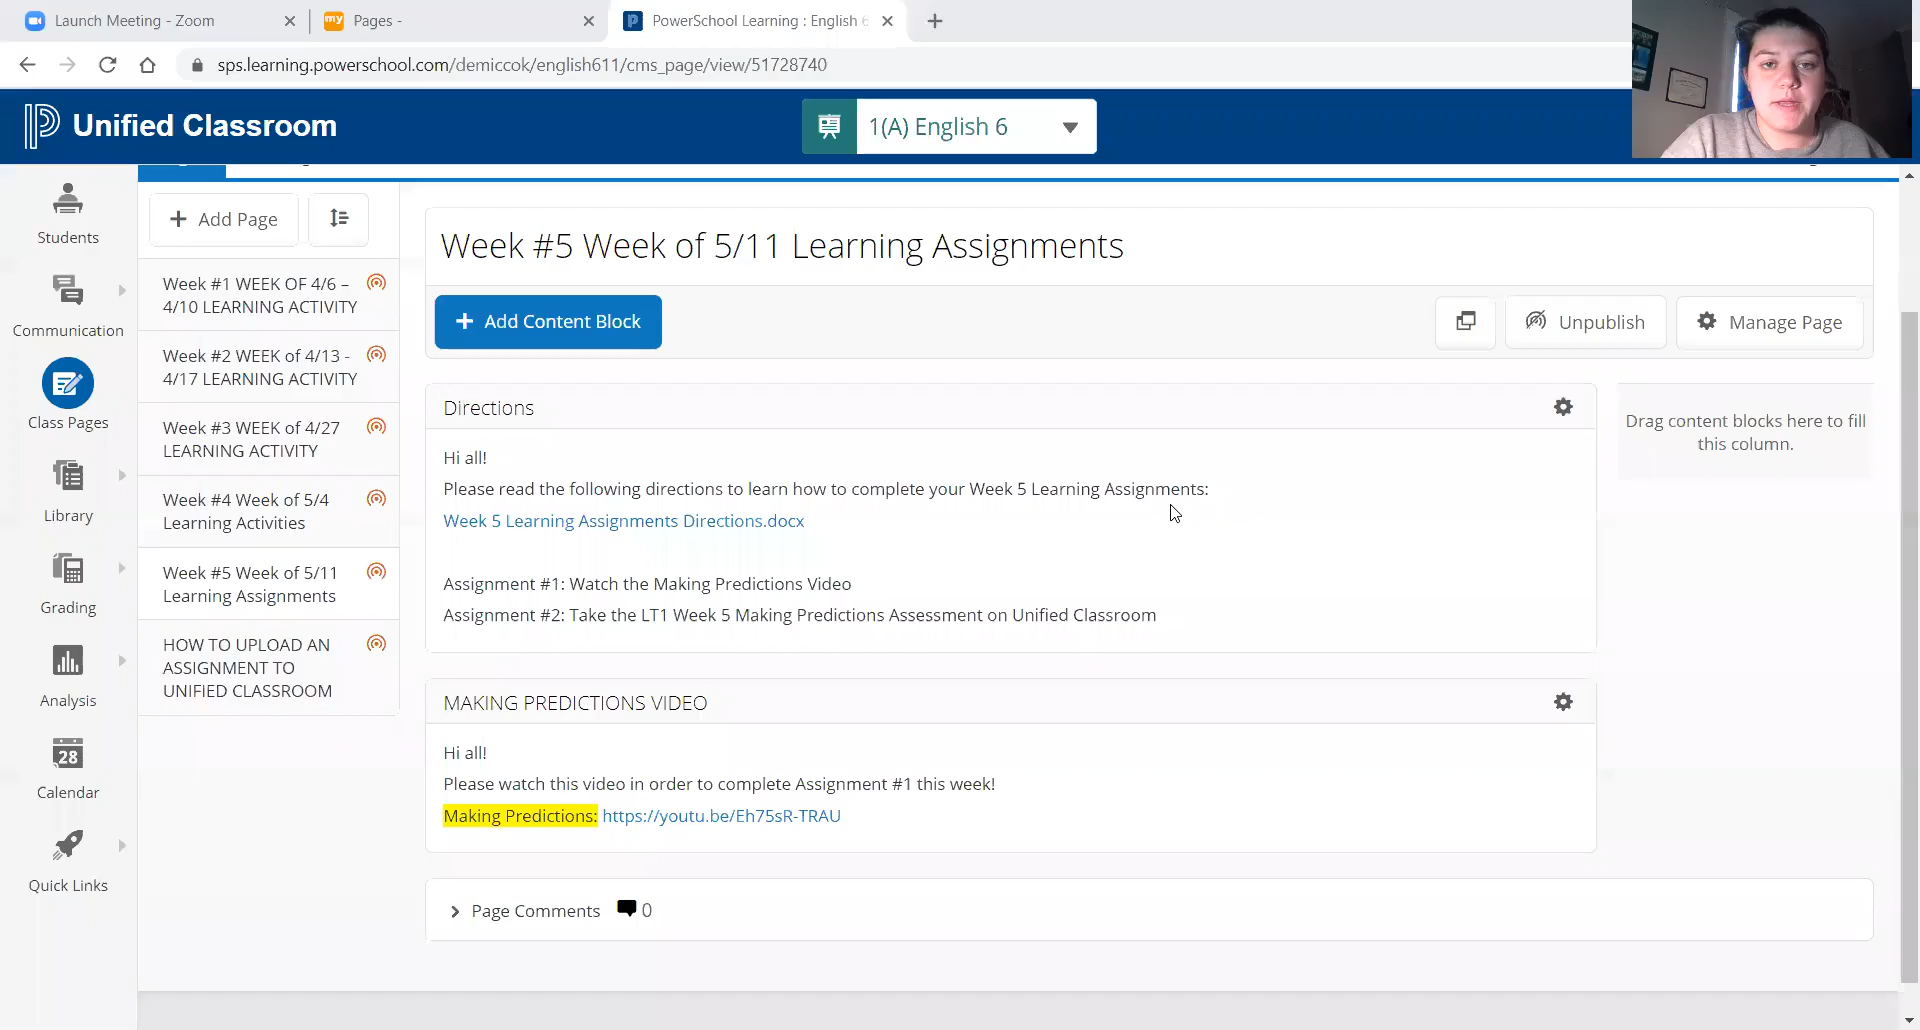 Launch Meeting - Zoom
my Pages -
PowerSchool Learning : English 6
sps.learning.powerschool.com/demiccok/english611/cms_page/view/51728740
Unified Classroom
1(A) English 6
Students
Communication
Class Pages
Library
Grading
Analysis
28
Calendar
Quick Links
+ Add Page
Week #1 WEEK OF 4/6 –
4/10 LEARNING ACTIVITY
Week #2 WEEK of 4/13 -
4/17 LEARNING ACTIVITY
Week #3 WEEK of 4/27
LEARNING ACTIVITY
Week #4 Week of 5/4
Learning Activities
Week #5 Week of 5/11
Learning Assignments
HOW TO UPLOAD AN
ASSIGNMENT TO
UNIFIED CLASSROOM
Week #5 Week of 5/11 Learning Assignments
+ Add Content Block
Unpublish
Manage Page
Directions
Hi all!
Please read the following directions to learn how to complete your Week 5 Learning Assignments:
Week 5 Learning Assignments Directions.docx
Assignment #1: Watch the Making Predictions Video
Assignment #2: Take the LT1 Week 5 Making Predictions Assessment on Unified Classroom
Drag content blocks here to fill
this column.
MAKING PREDICTIONS VIDEO
Hi all!
Please watch this video in order to complete Assignment #1 this week!
Making Predictions: https://youtu.be/Eh75sR-TRAU
Page Comments 0